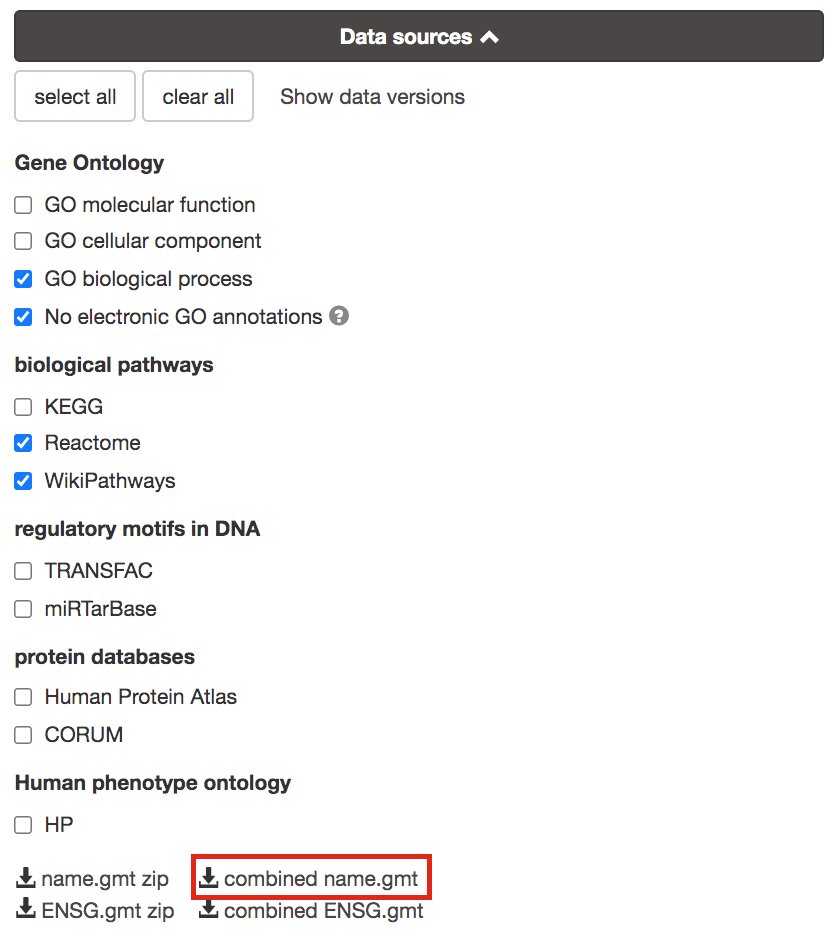 Data sources
select all clear all Show data versions
Gene Ontology
GO molecular function
GO cellular component
GO biological process
No electronic GO annotations ?
biological pathways
KEGG
Reactome
WikiPathways
regulatory motifs in DNA
TRANSFAC
miRTarBase
protein databases
Human Protein Atlas
CORUM
Human phenotype ontology
HP
name.gmt zip combined name.gmt
ENSG.gmt zip combined ENSG.gmt